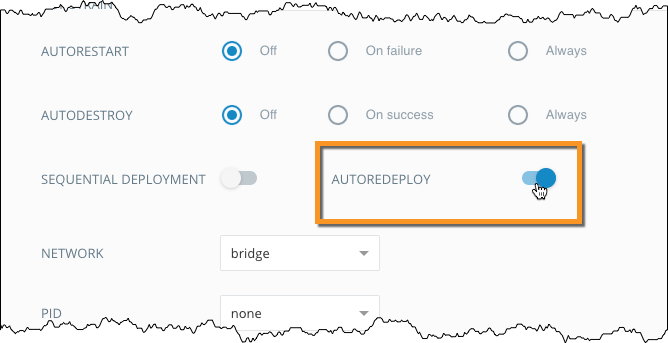 AUTORESTART Off On failure Always
AUTODESTROY Off On success Always
SEQUENTIAL DEPLOYMENT AUTOREDEPLOY
NETWORK bridge
PID none